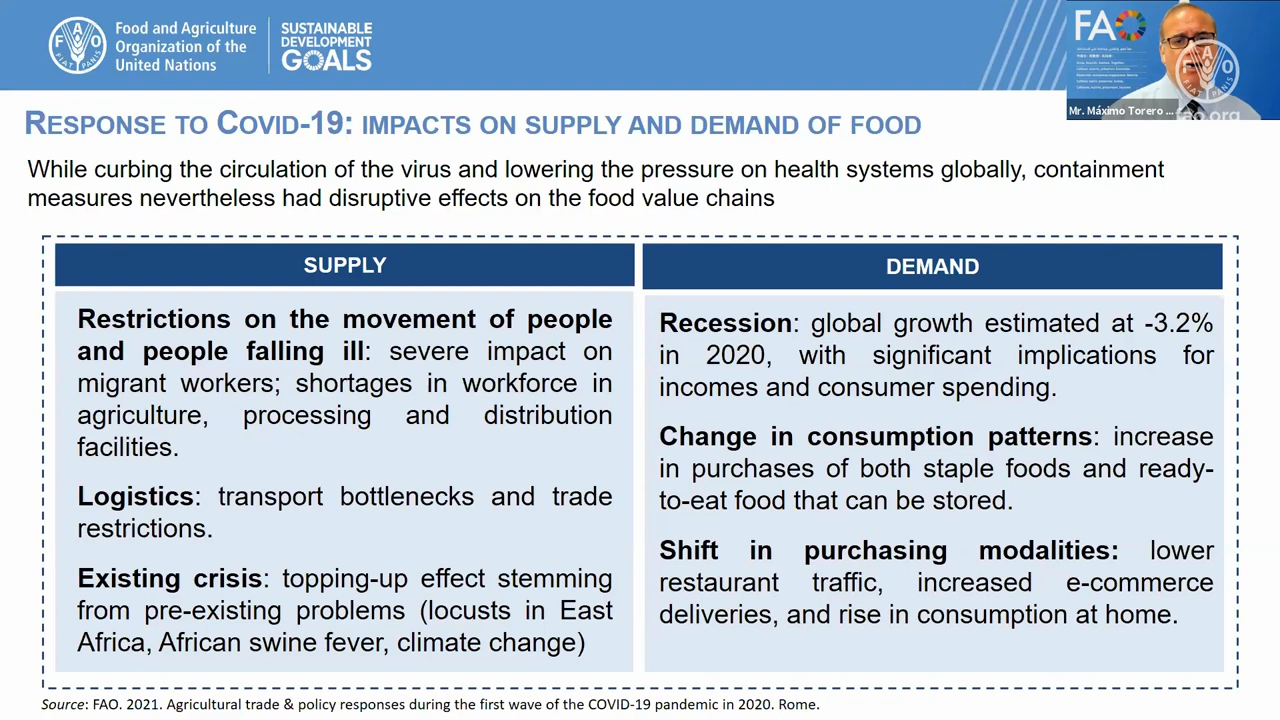 Food and Agriculture
Organization of the
United Nations
SUSTAINABLE
DEVELOPMENT
GOALS
FAO
FIAT PANIS
FAO
Mr. Máximo Torero ...
fao.org
RESPONSE TO COVID-19: IMPACTS ON SUPPLY AND DEMAND OF FOOD
While curbing the circulation of the virus and lowering the pressure on health systems globally, containment
measures nevertheless had disruptive effects on the food value chains
SUPPLY
Restrictions on the movement of people
and people falling ill: severe impact on
migrant workers; shortages in workforce in
agriculture, processing and distribution
facilities.
Logistics: transport bottlenecks and trade
restrictions.
Existing crisis: topping-up effect stemming
from pre-existing problems (locusts in East
Africa, African swine fever, climate change)
DEMAND
Recession: global growth estimated at -3.2%
in 2020, with significant implications for
incomes and consumer spending.
Change in consumption patterns: increase
in purchases of both staple foods and ready-
to-eat food that can be stored.
Shift in purchasing modalities: lower
restaurant traffic, increased e-commerce
deliveries, and rise in consumption at home.
Source: FAO. 2021. Agricultural trade & policy responses during the first wave of the COVID-19 pandemic in 2020. Rome.